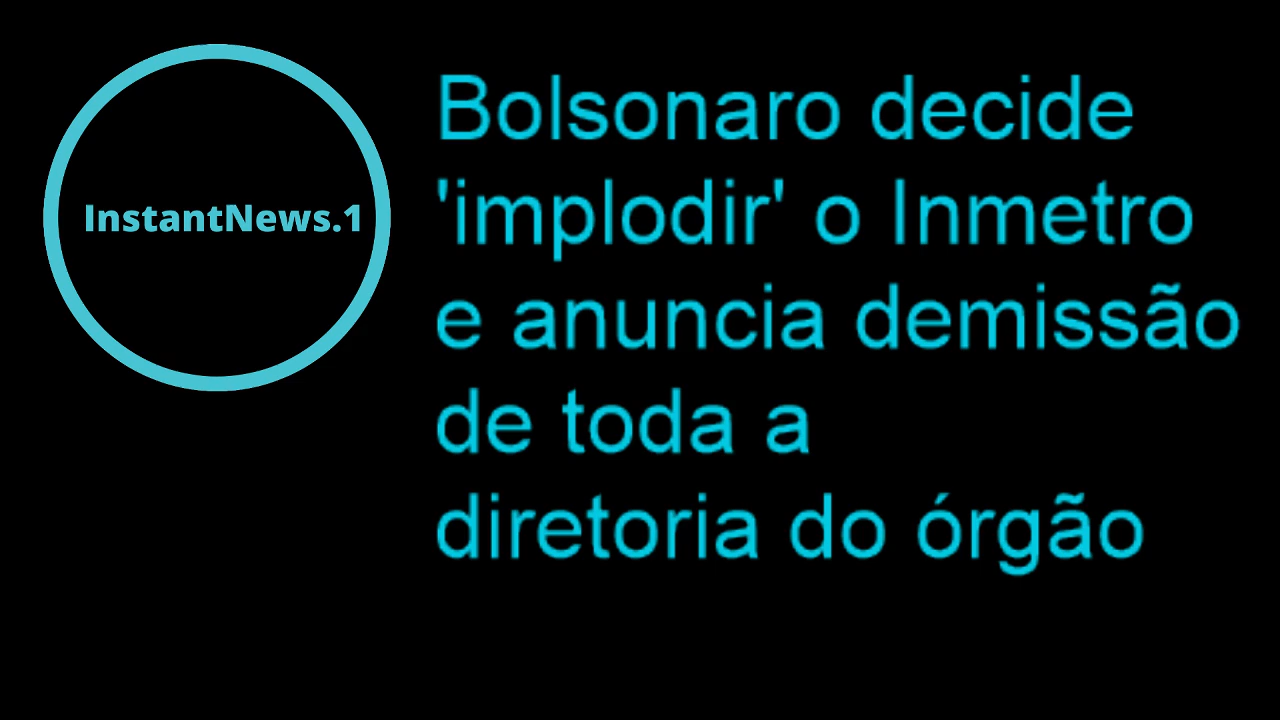 InstantNews.1
Bolsonaro decide
'implodir' o Inmetro
e anuncia demissão
de toda a
diretoria do órgão